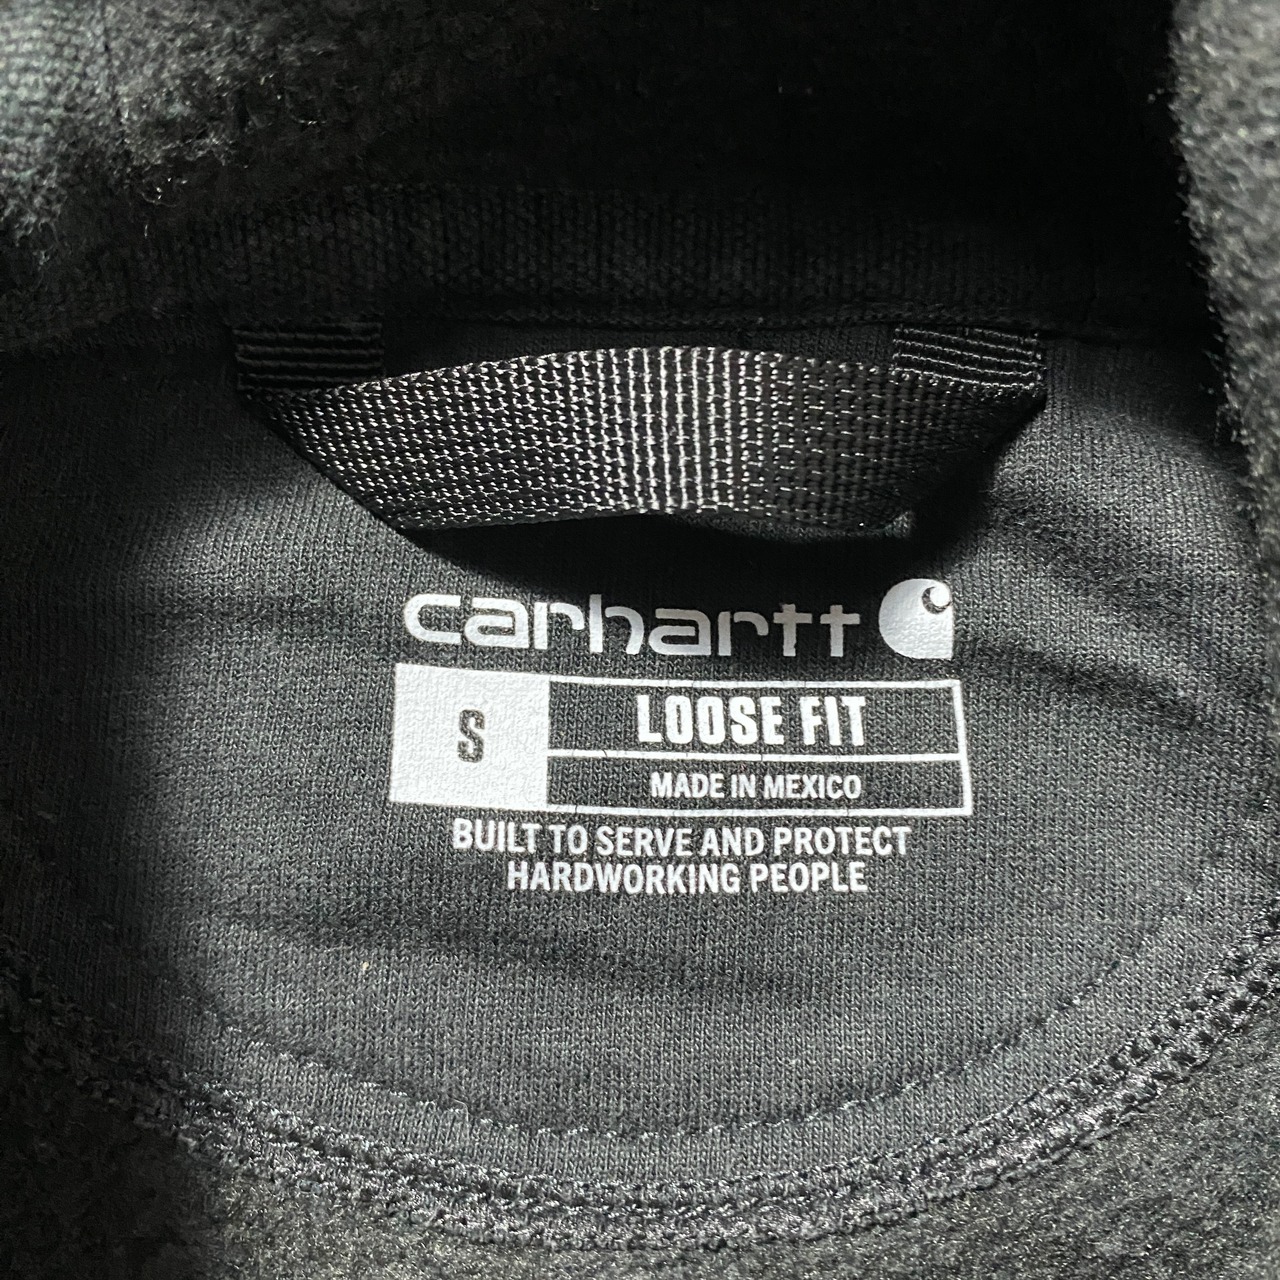 carhartt
S
LOOSE FIT
MADE IN MEXICO
BUILT TO SERVE AND PROTECT
HARDWORKING PEOPLE